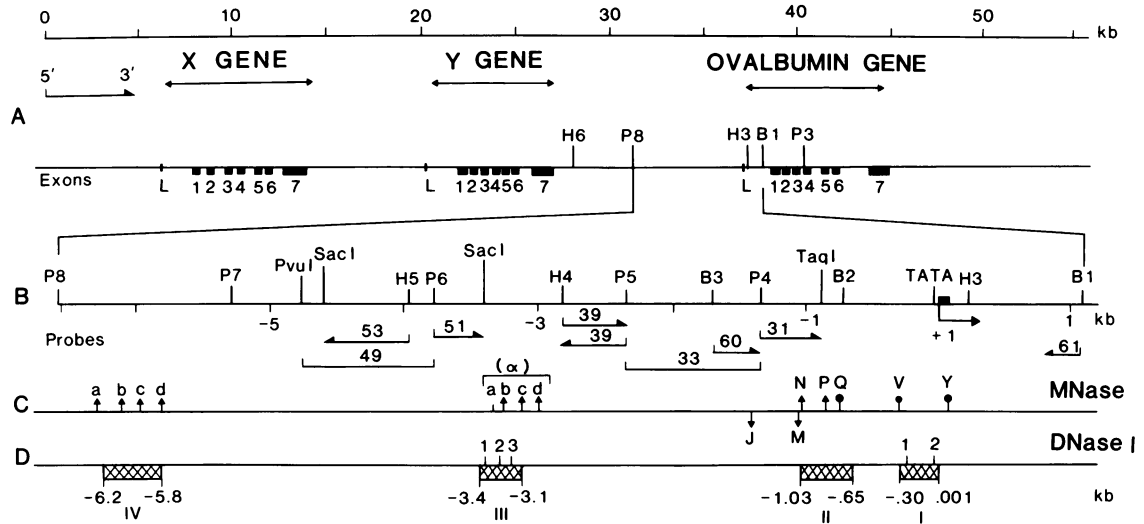 0 10 20 30 40 50 kb
X GENE Y GENE OVALBUMIN GENE
5' 3'
A
H6 P8 H3 B1 P3
Exons
L 1 2 3 4 5 6 7 L 1 2 3 4 5 6 7 L 1 2 3 4 5 6 7
P8 P7 PvuI SacI H5 P6 SacI H4 P5 B3 P4 TaqI B2 TATA H3 B1
B
-5 -3 -1 +1 1 kb
Probes
53 51 39 31
49 39 33 60 61
(α)
C a b c d a b c d N P Q V Y MNase
J M
D 1 2 3 1 2 DNase I
-6.2 -5.8 -3.4 -3.1 -1.03 -.65 -.30 .001 kb
IV III II I